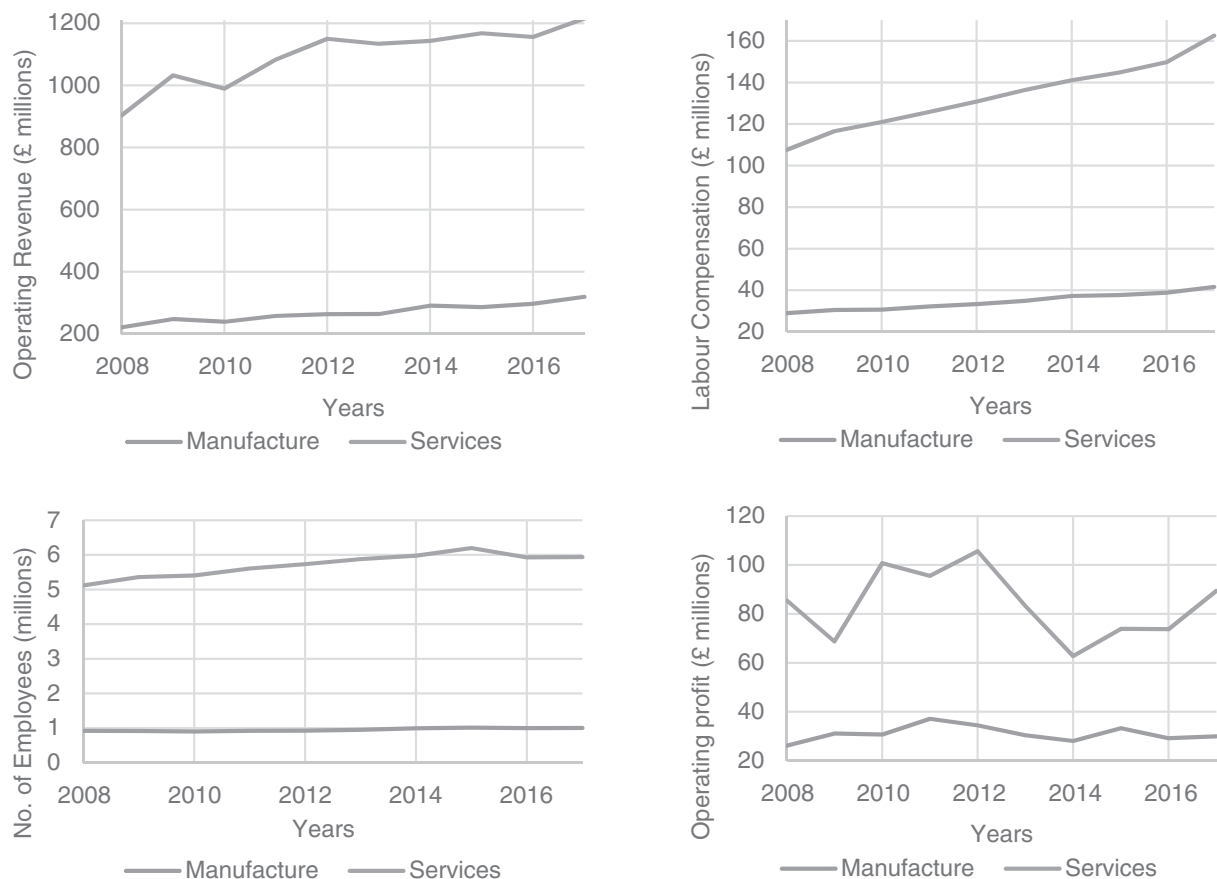 Operating Revenue (£ millions)
1200
1000
800
600
400
200
2008 2010 2012 2014 2016
Years
Manufacture Services
Labour Compensation (£ millions)
160
140
120
100
80
60
40
20
2008 2010 2012 2014 2016
Years
Manufacture Services
No. of Employees (millions)
7
6
5
4
3
2
1
0
2008 2010 2012 2014 2016
Years
Manufacture Services
Operating profit (£ millions)
120
100
80
60
40
20
2008 2010 2012 2014 2016
Years
Manufacture Services